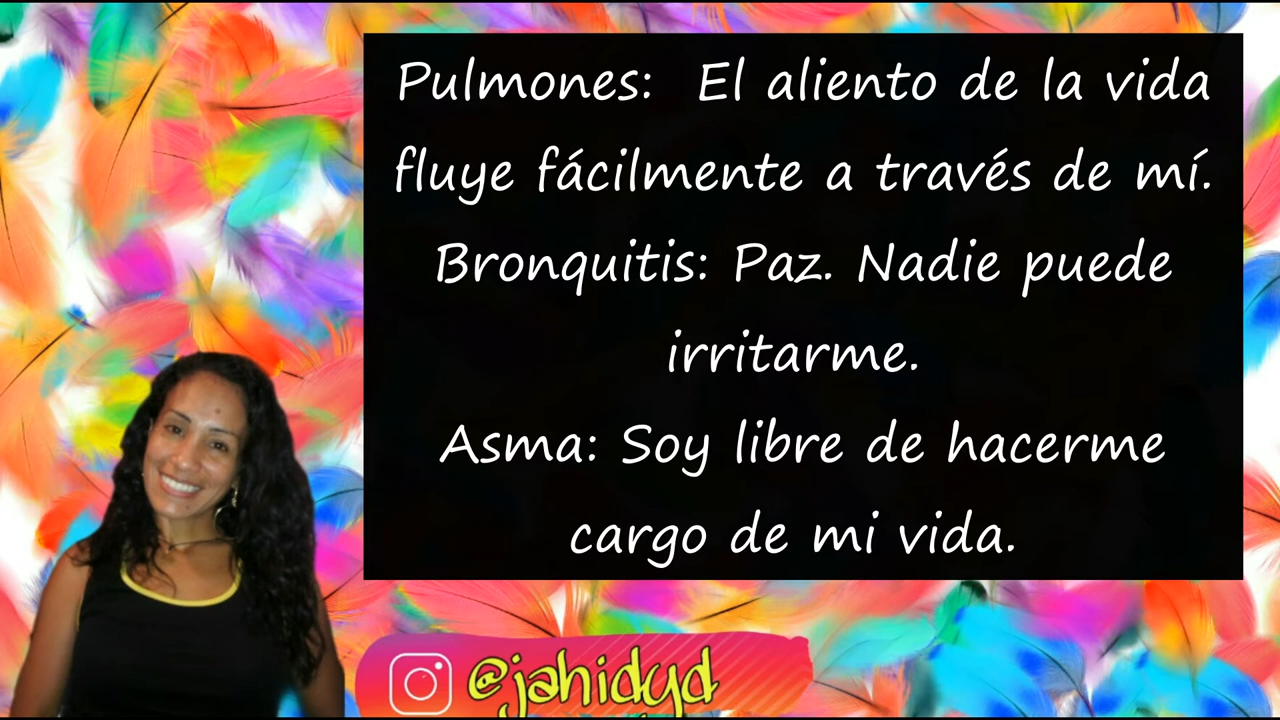 Pulmones: El aliento de la vida
fluye fácilmente a través de mí.
Bronquitis: Paz. Nadie puede
irritarme.
Asma: Soy libre de hacerme
cargo de mi vida.
@jahidyd